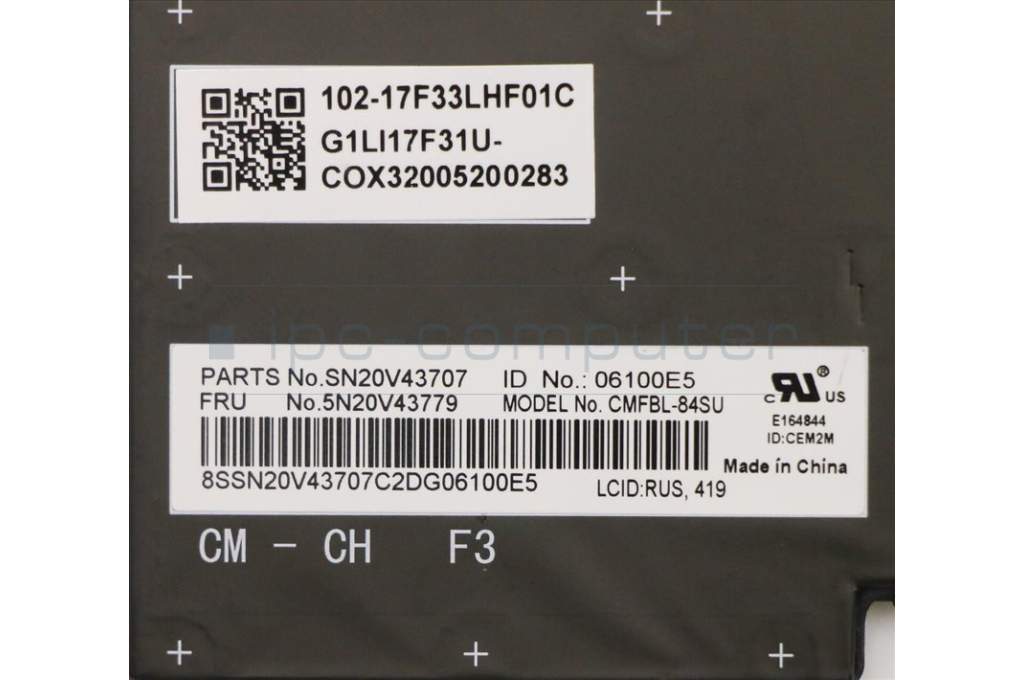 102-17F33LHF01C
G1LI17F31U-
COX32005200283
ipc-computer
PARTS No.SN20V43707 ID No.: 06100E5
FRU No.5N20V43779 MODEL No. CMFBL-84SU
c RU ® US
E164844
ID:CEM2M
Made in China
8SSN20V43707C2DG06100E5
LCID:RUS, 419
CM - CH F3